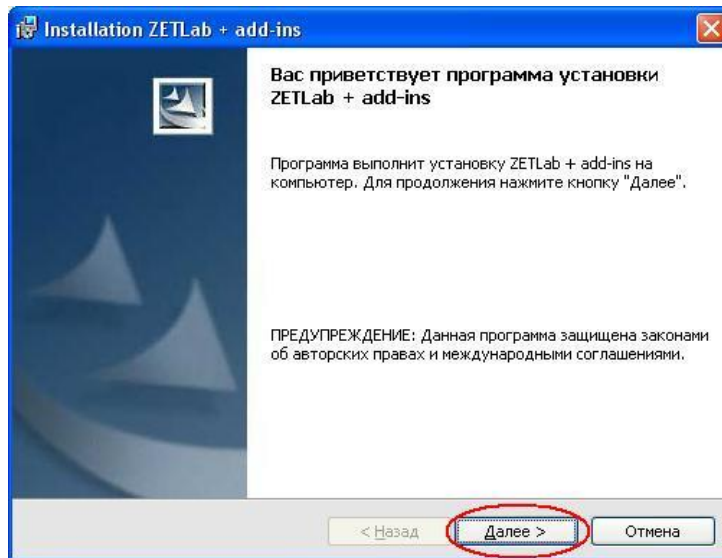 Installation ZETLab + add-ins
Вас приветствует программа установки
ZETLab + add-ins
Программа выполнит установку ZETLab + add-ins на
компьютер. Для продолжения нажмите кнопку "Далее".
ПРЕДУПРЕЖДЕНИЕ: Данная программа защищена законами
об авторских правах и международными соглашениями.
< Назад Далее > Отмена